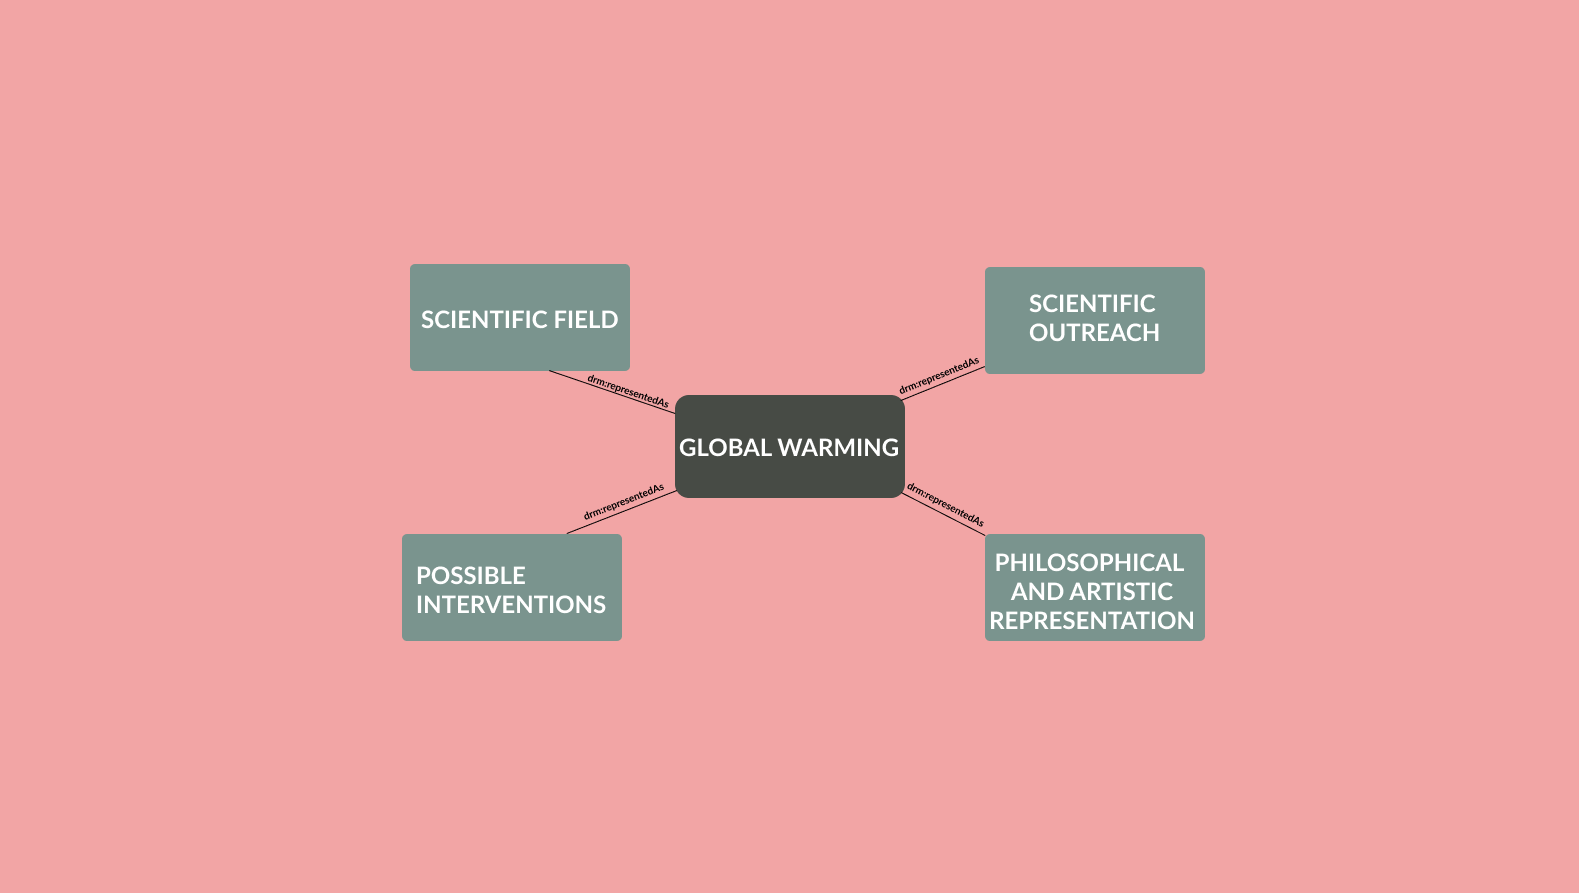 SCIENTIFIC FIELD
SCIENTIFIC
OUTREACH
drm:representedAs
drm:representedAs
GLOBAL WARMING
drm:representedAs
drm:representedAs
POSSIBLE
INTERVENTIONS
PHILOSOPHICAL
AND ARTISTIC
REPRESENTATION